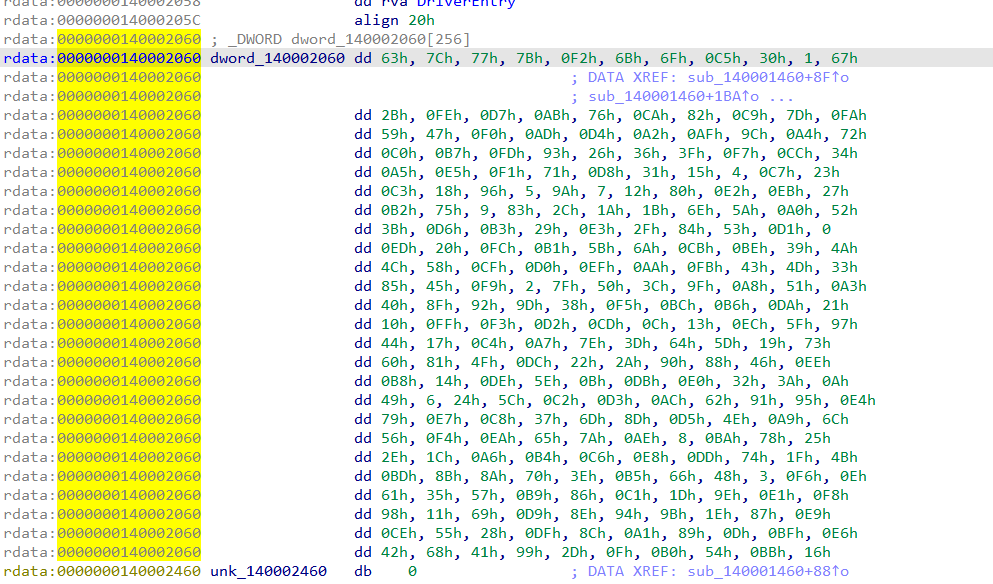 rdata:0000000140002058 dd rva DriverEntry
rdata:000000014000205C align 20h
rdata:0000000140002060 ; _DWORD dword_140002060[256]
rdata:0000000140002060 dword_140002060 dd 63h, 7Ch, 77h, 7Bh, 0F2h, 6Bh, 6Fh, 0C5h, 30h, 1, 67h
rdata:0000000140002060 ; DATA XREF: sub_140001460+8F↑o
rdata:0000000140002060 ; sub_140001460+1BA↑o ...
rdata:0000000140002060 dd 2Bh, 0FEh, 0D7h, 0ABh, 76h, 0CAh, 82h, 0C9h, 7Dh, 0FAh
rdata:0000000140002060 dd 59h, 47h, 0F0h, 0ADh, 0D4h, 0A2h, 0AFh, 9Ch, 0A4h, 72h
rdata:0000000140002060 dd 0C0h, 0B7h, 0FDh, 93h, 26h, 36h, 3Fh, 0F7h, 0CCh, 34h
rdata:0000000140002060 dd 0A5h, 0E5h, 0F1h, 71h, 0D8h, 31h, 15h, 4, 0C7h, 23h
rdata:0000000140002060 dd 0C3h, 18h, 96h, 5, 9Ah, 7, 12h, 80h, 0E2h, 0EBh, 27h
rdata:0000000140002060 dd 0B2h, 75h, 9, 83h, 2Ch, 1Ah, 1Bh, 6Eh, 5Ah, 0A0h, 52h
rdata:0000000140002060 dd 3Bh, 0D6h, 0B3h, 29h, 0E3h, 2Fh, 84h, 53h, 0D1h, 0
rdata:0000000140002060 dd 0EDh, 20h, 0FCh, 0B1h, 5Bh, 6Ah, 0CBh, 0BEh, 39h, 4Ah
rdata:0000000140002060 dd 4Ch, 58h, 0CFh, 0D0h, 0EFh, 0AAh, 0FBh, 43h, 4Dh, 33h
rdata:0000000140002060 dd 85h, 45h, 0F9h, 2, 7Fh, 50h, 3Ch, 9Fh, 0A8h, 51h, 0A3h
rdata:0000000140002060 dd 40h, 8Fh, 92h, 9Dh, 38h, 0F5h, 0BCh, 0B6h, 0DAh, 21h
rdata:0000000140002060 dd 10h, 0FFh, 0F3h, 0D2h, 0CDh, 0Ch, 13h, 0ECh, 5Fh, 97h
rdata:0000000140002060 dd 44h, 17h, 0C4h, 0A7h, 7Eh, 3Dh, 64h, 5Dh, 19h, 73h
rdata:0000000140002060 dd 60h, 81h, 4Fh, 0DCh, 22h, 2Ah, 90h, 88h, 46h, 0EEh
rdata:0000000140002060 dd 0B8h, 14h, 0DEh, 5Eh, 0Bh, 0DBh, 0E0h, 32h, 3Ah, 0Ah
rdata:0000000140002060 dd 49h, 6, 24h, 5Ch, 0C2h, 0D3h, 0ACh, 62h, 91h, 95h, 0E4h
rdata:0000000140002060 dd 79h, 0E7h, 0C8h, 37h, 6Dh, 8Dh, 0D5h, 4Eh, 0A9h, 6Ch
rdata:0000000140002060 dd 56h, 0F4h, 0EAh, 65h, 7Ah, 0AEh, 8, 0BAh, 78h, 25h
rdata:0000000140002060 dd 2Eh, 1Ch, 0A6h, 0B4h, 0C6h, 0E8h, 0DDh, 74h, 1Fh, 4Bh
rdata:0000000140002060 dd 0BDh, 8Bh, 8Ah, 70h, 3Eh, 0B5h, 66h, 48h, 3, 0F6h, 0Eh
rdata:0000000140002060 dd 61h, 35h, 57h, 0B9h, 86h, 0C1h, 1Dh, 9Eh, 0E1h, 0F8h
rdata:0000000140002060 dd 98h, 11h, 69h, 0D9h, 8Eh, 94h, 9Bh, 1Eh, 87h, 0E9h
rdata:0000000140002060 dd 0CEh, 55h, 28h, 0DFh, 8Ch, 0A1h, 89h, 0Dh, 0BFh, 0E6h
rdata:0000000140002060 dd 42h, 68h, 41h, 99h, 2Dh, 0Fh, 0B0h, 54h, 0BBh, 16h
rdata:0000000140002460 unk_140002460 db 0 ; DATA XREF: sub_140001460+88↑o